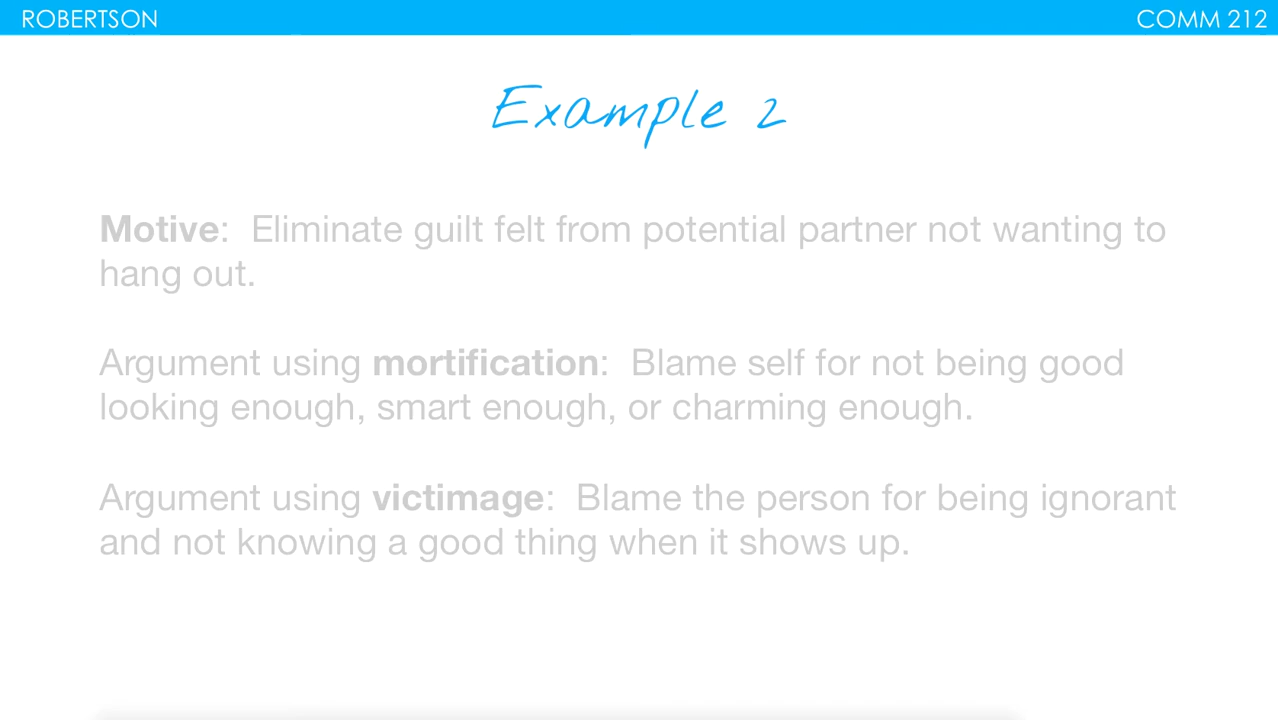 ROBERTSON
COMM 212
Example 2
Motive:  Eliminate guilt felt from potential partner not wanting to
hang out.
Argument using mortification:  Blame self for not being good
looking enough, smart enough, or charming enough.
Argument using victimage:  Blame the person for being ignorant
and not knowing a good thing when it shows up.